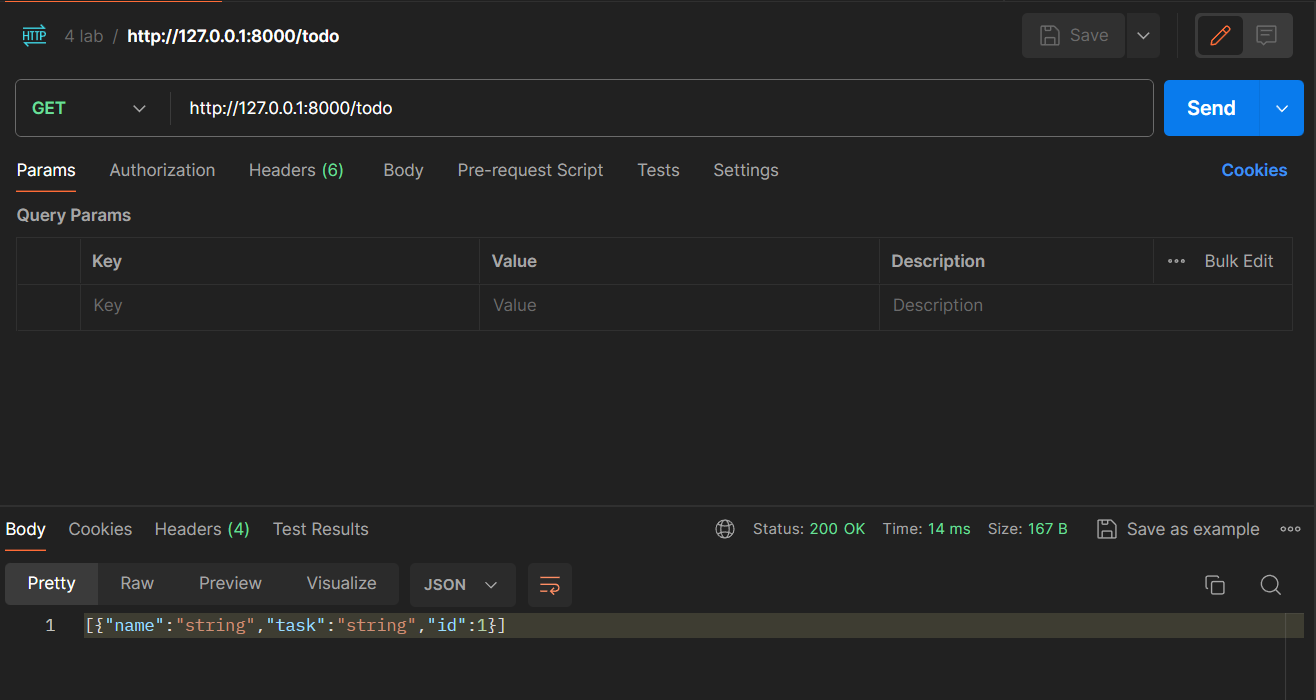 HTTP 4 lab / http://127.0.0.1:8000/todo Save
GET http://127.0.0.1:8000/todo Send
Params Authorization Headers (6) Body Pre-request Script Tests Settings Cookies
Query Params
Key Value Description ••• Bulk Edit
Key Value Description
Body Cookies Headers (4) Test Results Status: 200 OK Time: 14 ms Size: 167 B Save as example
Pretty Raw Preview Visualize JSON
1 [{"name":"string","task":"string","id":1}]